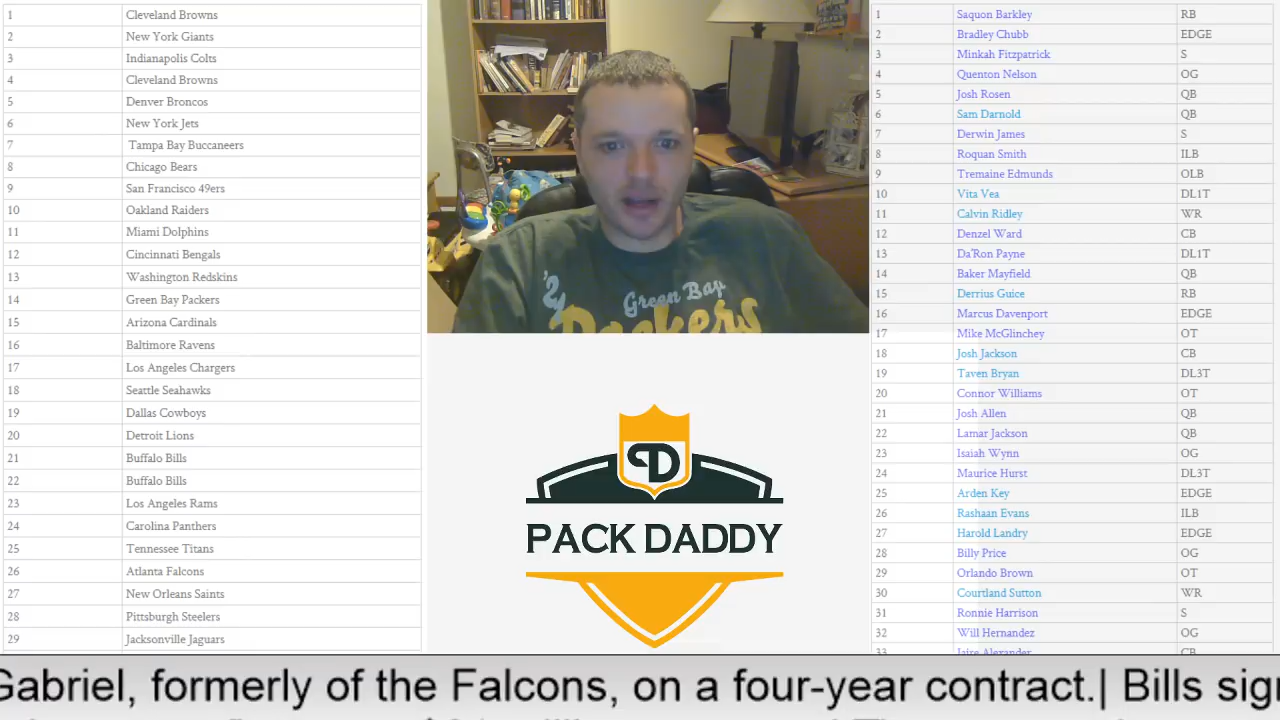 1 Cleveland Browns
2 New York Giants
3 Indianapolis Colts
4 Cleveland Browns
5 Denver Broncos
6 New York Jets
7 Tampa Bay Buccaneers
8 Chicago Bears
9 San Francisco 49ers
10 Oakland Raiders
11 Miami Dolphins
12 Cincinnati Bengals
13 Washington Redskins
14 Green Bay Packers
15 Arizona Cardinals
16 Baltimore Ravens
17 Los Angeles Chargers
18 Seattle Seahawks
19 Dallas Cowboys
20 Detroit Lions
21 Buffalo Bills
22 Buffalo Bills
23 Los Angeles Rams
24 Carolina Panthers
25 Tennessee Titans
26 Atlanta Falcons
27 New Orleans Saints
28 Pittsburgh Steelers
29 Jacksonville Jaguars
Green Bay
Packers
PD
PACK DADDY
1 Saquon Barkley RB
2 Bradley Chubb EDGE
3 Minkah Fitzpatrick S
4 Quenton Nelson OG
5 Josh Rosen QB
6 Sam Darnold QB
7 Derwin James S
8 Roquan Smith ILB
9 Tremaine Edmunds OLB
10 Vita Vea DL1T
11 Calvin Ridley WR
12 Denzel Ward CB
13 Da'Ron Payne DL1T
14 Baker Mayfield QB
15 Derrius Guice RB
16 Marcus Davenport EDGE
17 Mike McGlinchey OT
18 Josh Jackson CB
19 Taven Bryan DL3T
20 Connor Williams OT
21 Josh Allen QB
22 Lamar Jackson QB
23 Isaiah Wynn OG
24 Maurice Hurst DL3T
25 Arden Key EDGE
26 Rashaan Evans ILB
27 Harold Landry EDGE
28 Billy Price OG
29 Orlando Brown OT
30 Courtland Sutton WR
31 Ronnie Harrison S
32 Will Hernandez OG
33 Jaire Alexander CB
Gabriel, formerly of the Falcons, on a four-year contract.| Bills sign